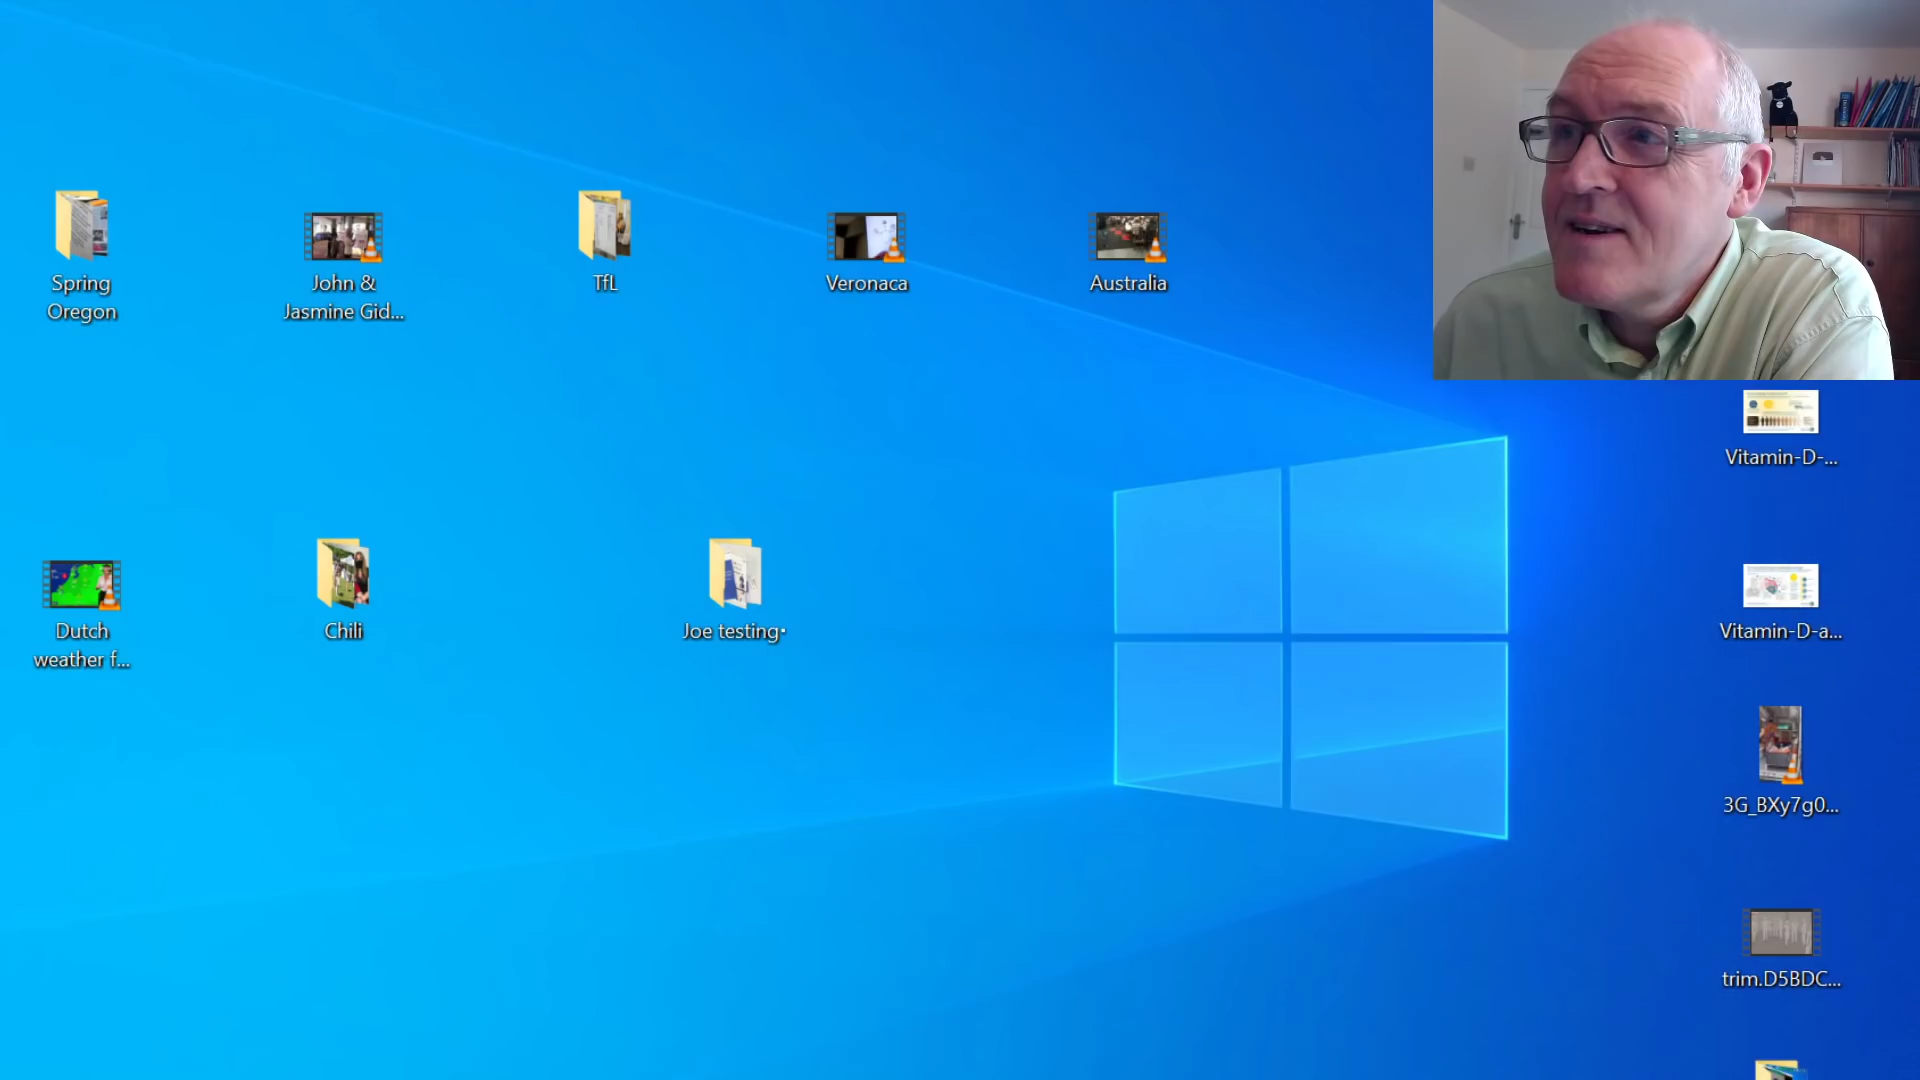 Spring
Oregon
John &
Jasmine Gid...
TfL
Veronaca
Australia
Vitamin-D-...
Dutch
weather f...
Chili
Joe testing·
Vitamin-D-a...
3G_BXy7g0...
trim.D5BDC...